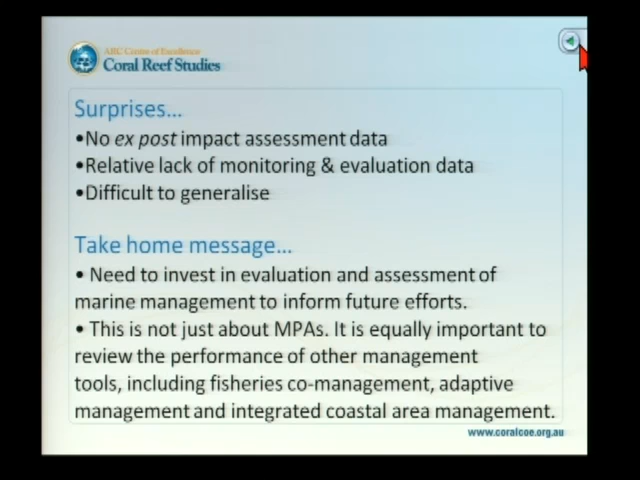 ARC Centre of Excellence
Coral Reef Studies
Surprises...
•No ex post impact assessment data
•Relative lack of monitoring & evaluation data
•Difficult to generalise
Take home message...
• Need to invest in evaluation and assessment of
marine management to inform future efforts.
• This is not just about MPAs. It is equally important to
review the performance of other management
tools, including fisheries co-management, adaptive
management and integrated coastal area management.
www.coralcoe.org.au